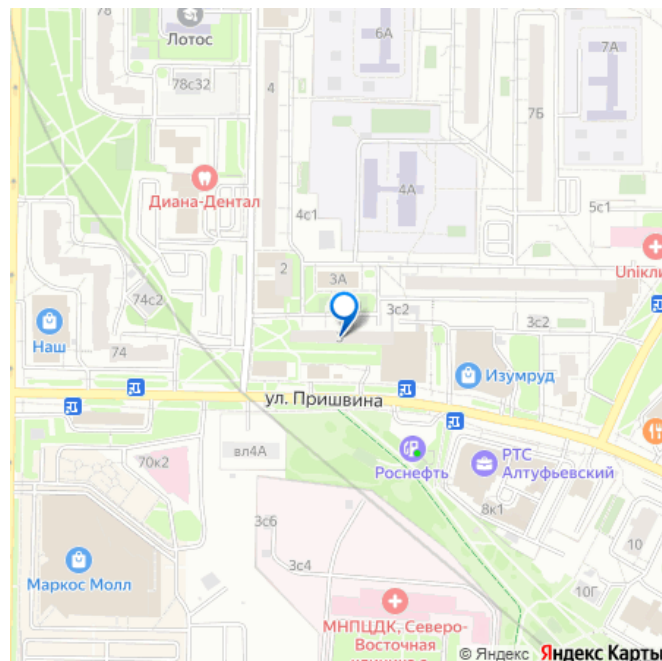 78
Лотос
6А
7А
78с32
4
7Б
Диана-Дентал
4А
4с1
5с1
Uniкли
2
3А
74с2
3с2
3с2
Наш
74
Изумруд
ул. Пришвина
вл4А
70к2
Роснефть
РТС
Алтуфьевский
8к1
3с6
10
3с4
Маркос Молл
10Г
МНПЦДК, Северо-
Восточная
© Яндекс Яндекс Карты